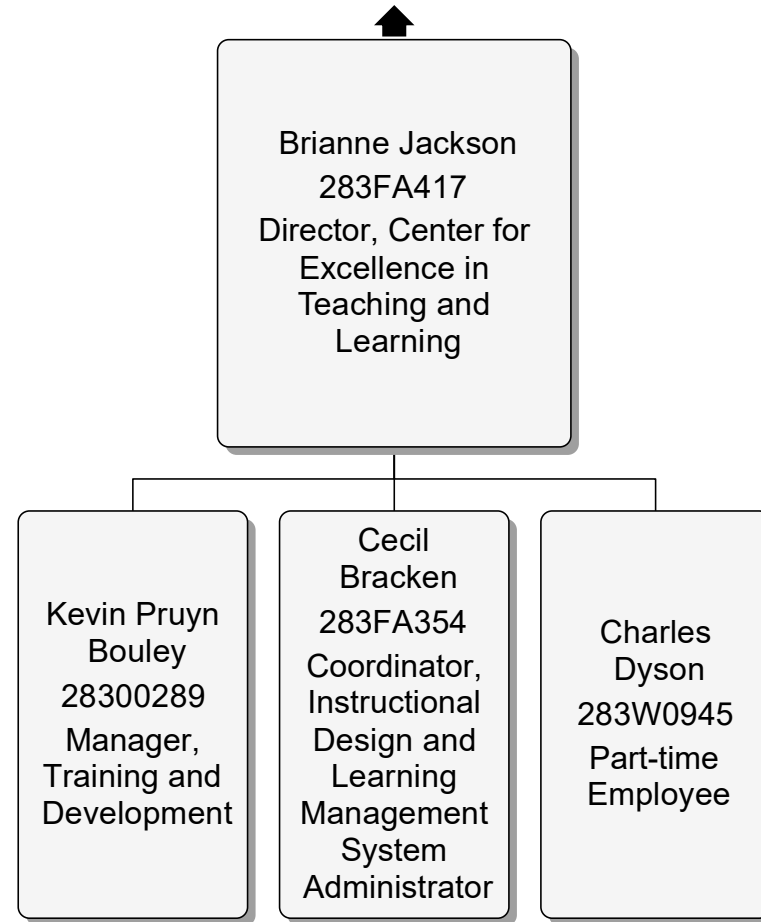 Brianne Jackson
283FA417
Director, Center for
Excellence in
Teaching and
Learning
Kevin Pruyn
Bouley
28300289
Manager,
Training and
Development
Cecil
Bracken
283FA354
Coordinator,
Instructional
Design and
Learning
Management
System
Administrator
Charles
Dyson
283W0945
Part-time
Employee